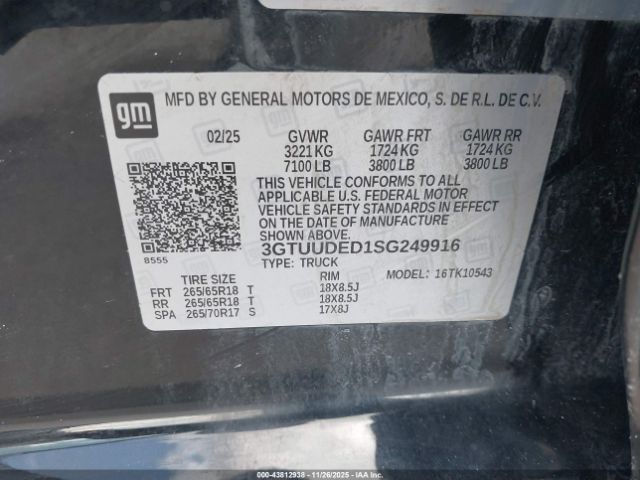 gm MFD BY GENERAL MOTORS DE MEXICO, S. DE R.L. DE C.V.
02/25 GVWR GAWR FRT GAWR RR
3221 KG 1724 KG 1724 KG
7100 LB 3800 LB 3800 LB
THIS VEHICLE CONFORMS TO ALL
APPLICABLE U.S. FEDERAL MOTOR
VEHICLE SAFETY STANDARDS IN EFFECT
ON THE DATE OF MANUFACTURE
SHOWN ABOVE.
8555 3GTUUDED1SG249916
TYPE: TRUCK
TIRE SIZE RIM MODEL: 16TK10543
FRT 265/65R18 T 18X8.5J
RR 265/65R18 T 18X8.5J
SPA 265/70R17 S 17X8J
000-43812938 - 11/26/2025 - WWW.IAAI.COM